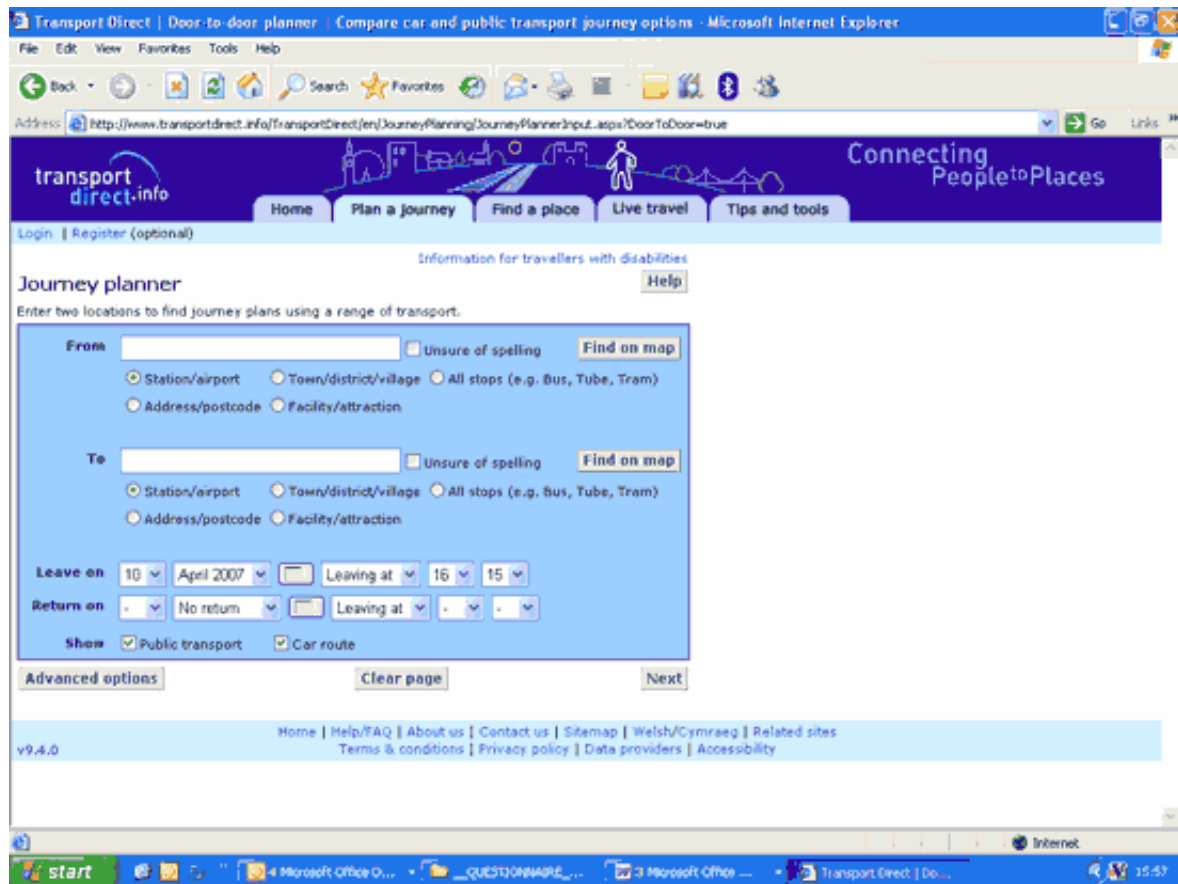 Transport Direct | Door-to-door planner | Compare car and public transport journey options - Microsoft Internet Explorer
File Edit View Favorites Tools Help
Back Search Favorites
Address http://www.transportdirect.info/TransportDirect/en/JourneyPlanning/JourneyPlannerInput.aspx?DoorToDoor=true Go Links
transport direct.info
Connecting People to Places
Home Plan a journey Find a place Live travel Tips and tools
Login | Register (optional)
Information for travellers with disabilities
Journey planner Help
Enter two locations to find journey plans using a range of transport.
From Unsure of spelling Find on map
Station/airport Town/district/village All stops (e.g. Bus, Tube, Tram)
Address/postcode Facility/attraction
To Unsure of spelling Find on map
Station/airport Town/district/village All stops (e.g. Bus, Tube, Tram)
Address/postcode Facility/attraction
Leave on 10 April 2007 Leaving at 16 15
Return on - No return Leaving at - -
Show Public transport Car route
Advanced options Clear page Next
Home | Help/FAQ | About us | Contact us | Sitemap | Welsh/Cymraeg | Related sites
v9.4.0 Terms & conditions | Privacy policy | Data providers | Accessibility
Internet
start 4 Microsoft Office O... _QUESTIONNAIRE_... 3 Microsoft Office ... Transport Direct | Do... 15:57